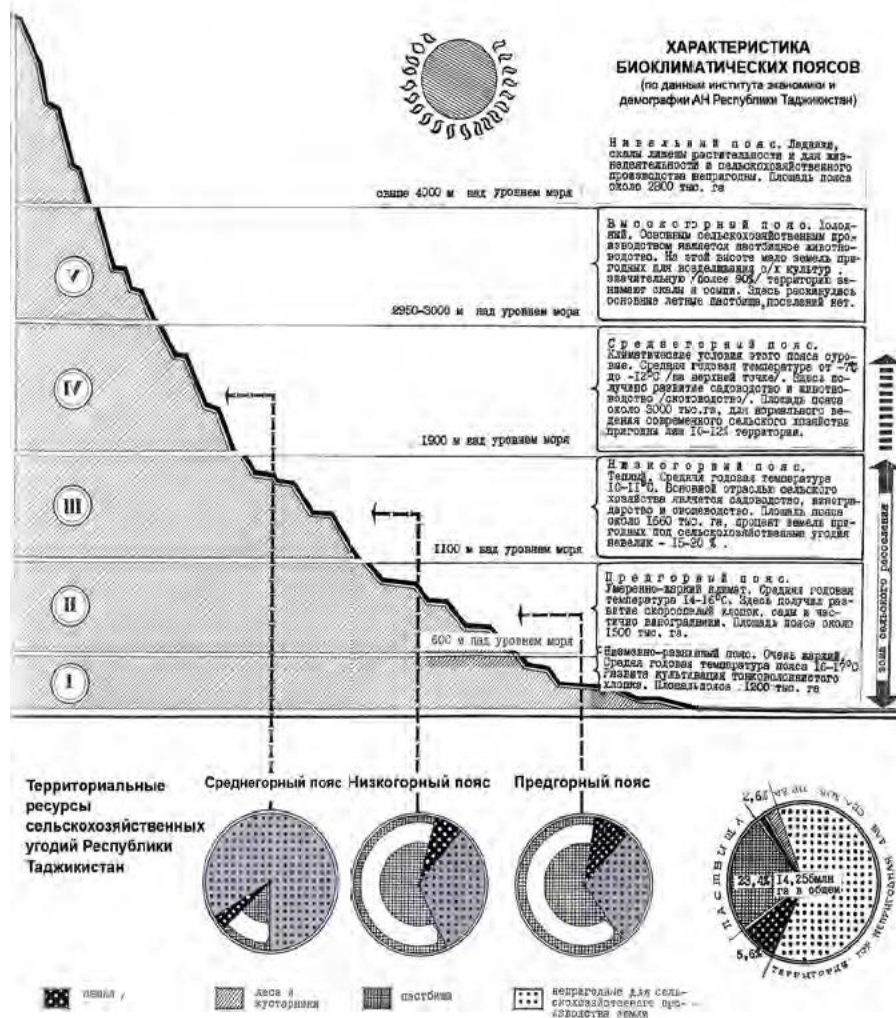 ХАРАКТЕРИСТИКА
БИОКЛИМАТИЧЕСКИХ ПОЯСОВ
(по данным института экономики и
демографии АН Республики Таджикистан)
Нивальный пояс. Ледники,
скалы лишены растительности и для жиз-
недеятельности и сельскохозяйственного
производства непригодны. Площадь пояса
около 2800 тыс. га
свыше 4000 м над уровнем моря
Высокогорный пояс. Холод-
ный. Основным сельскохозяйственным про-
изводством является пастбищное животно-
водство. На этой высоте мало земель при-
годных для возделывания с/х культур.
значительную /более 90%/ территорию за-
нимают скалы и осыпи. Здесь раскинулись
основные летние пастбища, поселений нет.
V
2950-3000 м над уровнем моря
Среднегорный пояс.
Климатические условия этого пояса суро-
вые. Средняя годовая температура от -7°
до -12°С /на верхней точке/. Здесь по-
лучило развитие садоводство и животно-
водство /скотоводство/. Площадь пояса
около 3000 тыс.га, для нормального ве-
дения современного сельского хозяйства
пригодны лиш 10-12% территории.
IV
1900 м над уровнем моря
Низкогорный пояс.
Теплый. Средняя годовая температура
10-11°С. Основной отраслью сельского
хозяйства является садоводство, виногра-
дарство и овцеводство. Площадь пояса
около 1660 тыс. га, процент земель при-
годных под сельскохозяйственные угодия
невелик - 15-20 %.
III
1100 м над уровнем моря
Предгорный пояс.
Умеренно-жаркий климат. Средняя годовая
температура 14-16°С. Здесь получил раз-
витие скороспелый хлопок, сады и час-
тично виноградники. Площадь пояса около
1500 тыс. га.
II
600 м над уровнем моря
Низменно-равнинный пояс. Очень жаркий.
Средняя годовая температура пояса 16-17°С
развита культивация тонковолокнистого
хлопка. Площадь пояса 1200 тыс. га
I
зона сельского расселения
Территориальные
ресурсы
сельскохозяйственных
угодий Республики
Таджикистан
Среднегорный пояс
Низкогорный пояс
Предгорный пояс
ПАСТБИЩА
2,6%
23,4%
14,255млн
га в общем
5,6%
пашня
леса и
кустарники
пастбища
непригодные для сель-
скохозяйственного про-
изводства земли